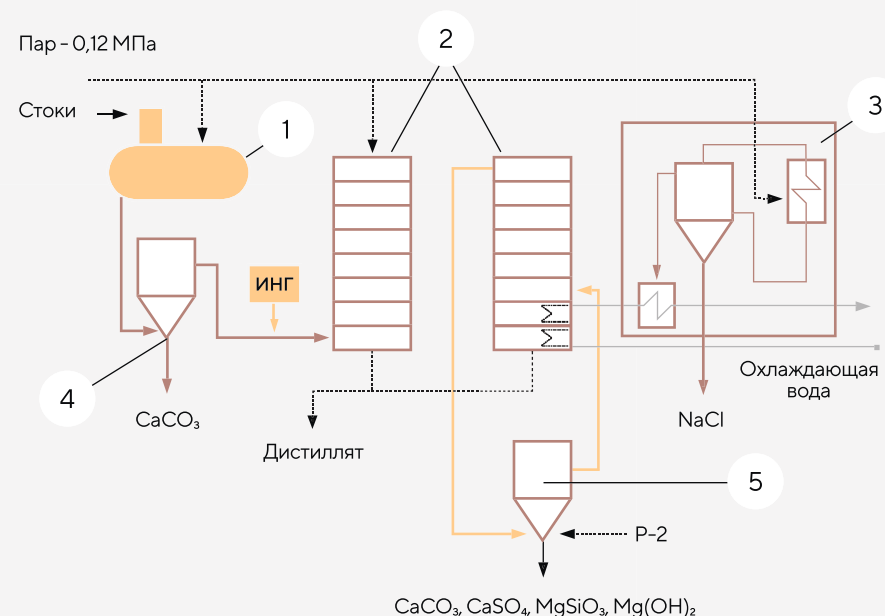 Пар - 0,12 МПа
2
Стоки
1
3
ИНГ
4
CaCO₃
Дистиллят
Охлаждающая
вода
NaCl
5
Р-2
CaCO₃, CaSO₄, MgSiO₃, Mg(OH)₂